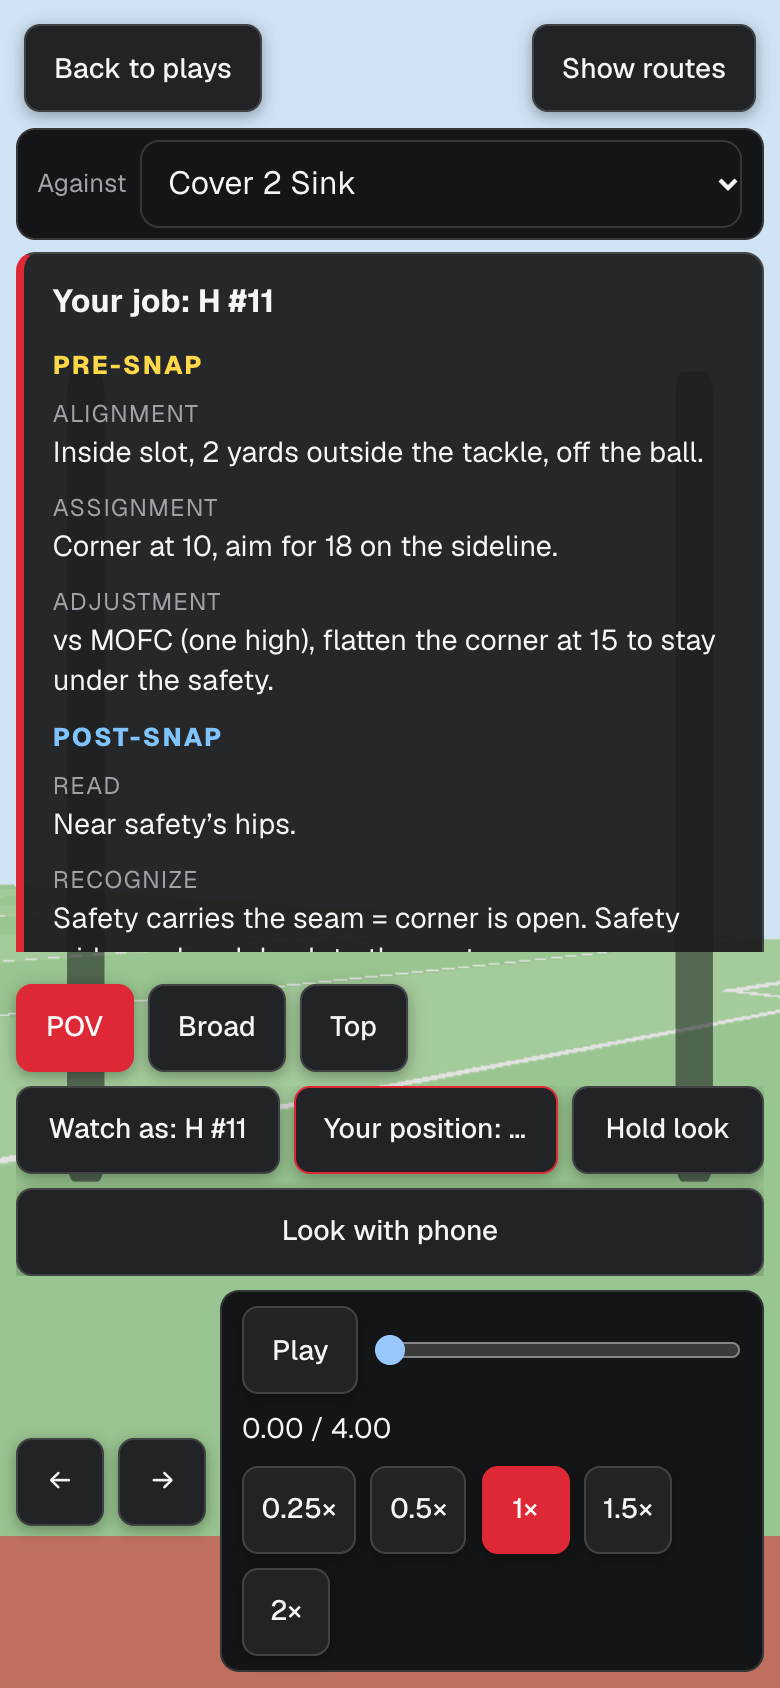 Back to plays
Show routes
Against
Cover 2 Sink
Your job: H #11
PRE-SNAP
ALIGNMENT
Inside slot, 2 yards outside the tackle, off the ball.
ASSIGNMENT
Corner at 10, aim for 18 on the sideline.
ADJUSTMENT
vs MOFC (one high), flatten the corner at 15 to stay
under the safety.
POST-SNAP
READ
Near safety’s hips.
RECOGNIZE
Safety carries the seam = corner is open. Safety
POV
Broad
Top
Watch as: H #11
Your position: ...
Hold look
Look with phone
Play
0.00 / 4.00
←
→
0.25×
0.5×
1×
1.5×
2×